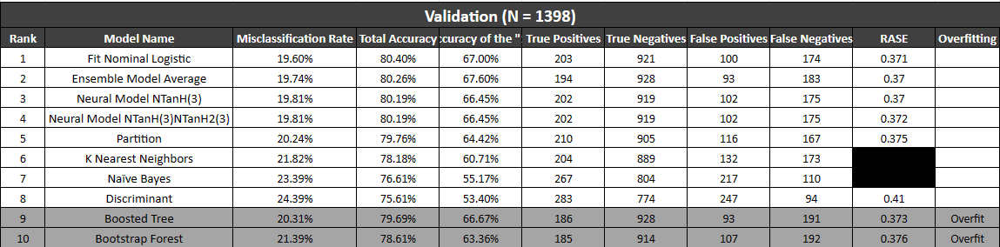 Validation (N = 1398)
Rank Model Name Misclassification Rate Total Accuracy ccuracy of the " True Positives True Negatives False Positives False Negatives RASE Overfitting
1 Fit Nominal Logistic 19.60% 80.40% 67.00% 203 921 100 174 0.371
2 Ensemble Model Average 19.74% 80.26% 67.60% 194 928 93 183 0.37
3 Neural Model NTanH(3) 19.81% 80.19% 66.45% 202 919 102 175 0.37
4 Neural Model NTanH(3)NTanH2(3) 19.81% 80.19% 66.45% 202 919 102 175 0.372
5 Partition 20.24% 79.76% 64.42% 210 905 116 167 0.375
6 K Nearest Neighbors 21.82% 78.18% 60.71% 204 889 132 173
7 Naïve Bayes 23.39% 76.61% 55.17% 267 804 217 110
8 Discriminant 24.39% 75.61% 53.40% 283 774 247 94 0.41
9 Boosted Tree 20.31% 79.69% 66.67% 186 928 93 191 0.373 Overfit
10 Bootstrap Forest 21.39% 78.61% 63.36% 185 914 107 192 0.376 Overfit